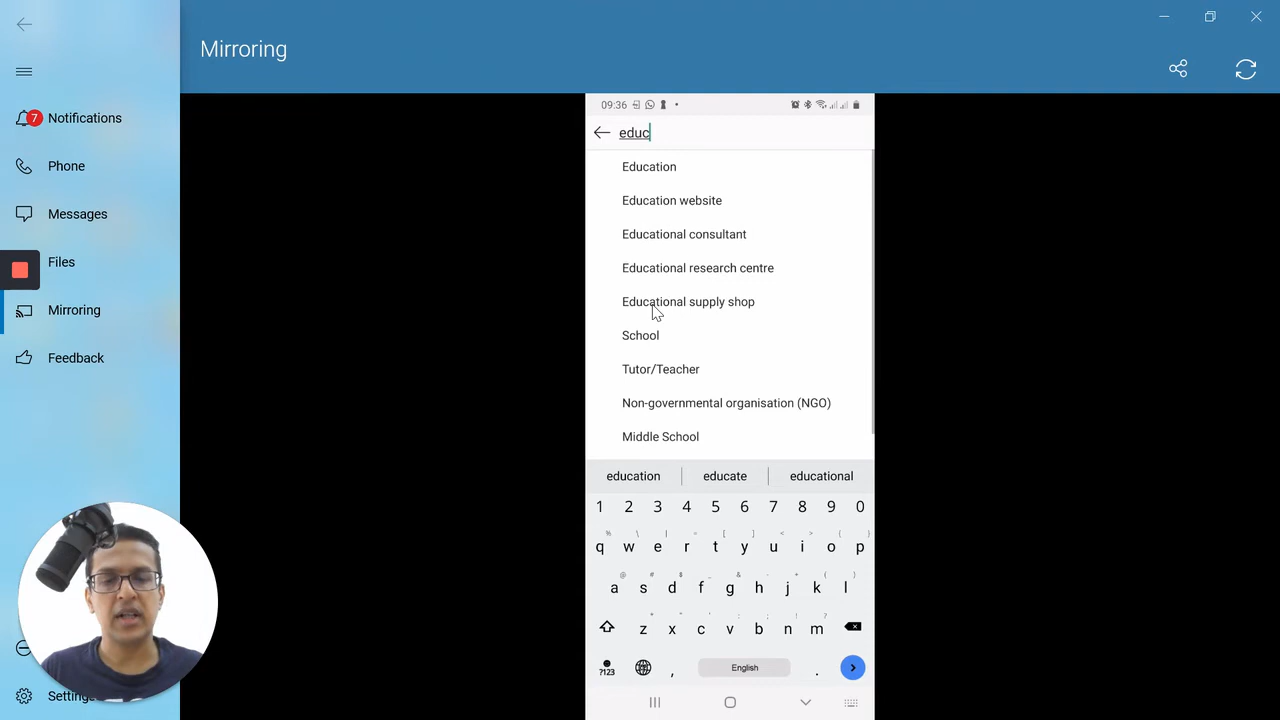 Mirroring
7 Notifications
Phone
Messages
Files
Mirroring
Feedback
Settings
09:36
educ
Education
Education website
Educational consultant
Educational research centre
Educational supply shop
School
Tutor/Teacher
Non-governmental organisation (NGO)
Middle School
education educate educational
1 2 3 4 5 6 7 8 9 0
q w e r t y u i o p
a s d f g h j k l
z x c v b n m
?123 , English .